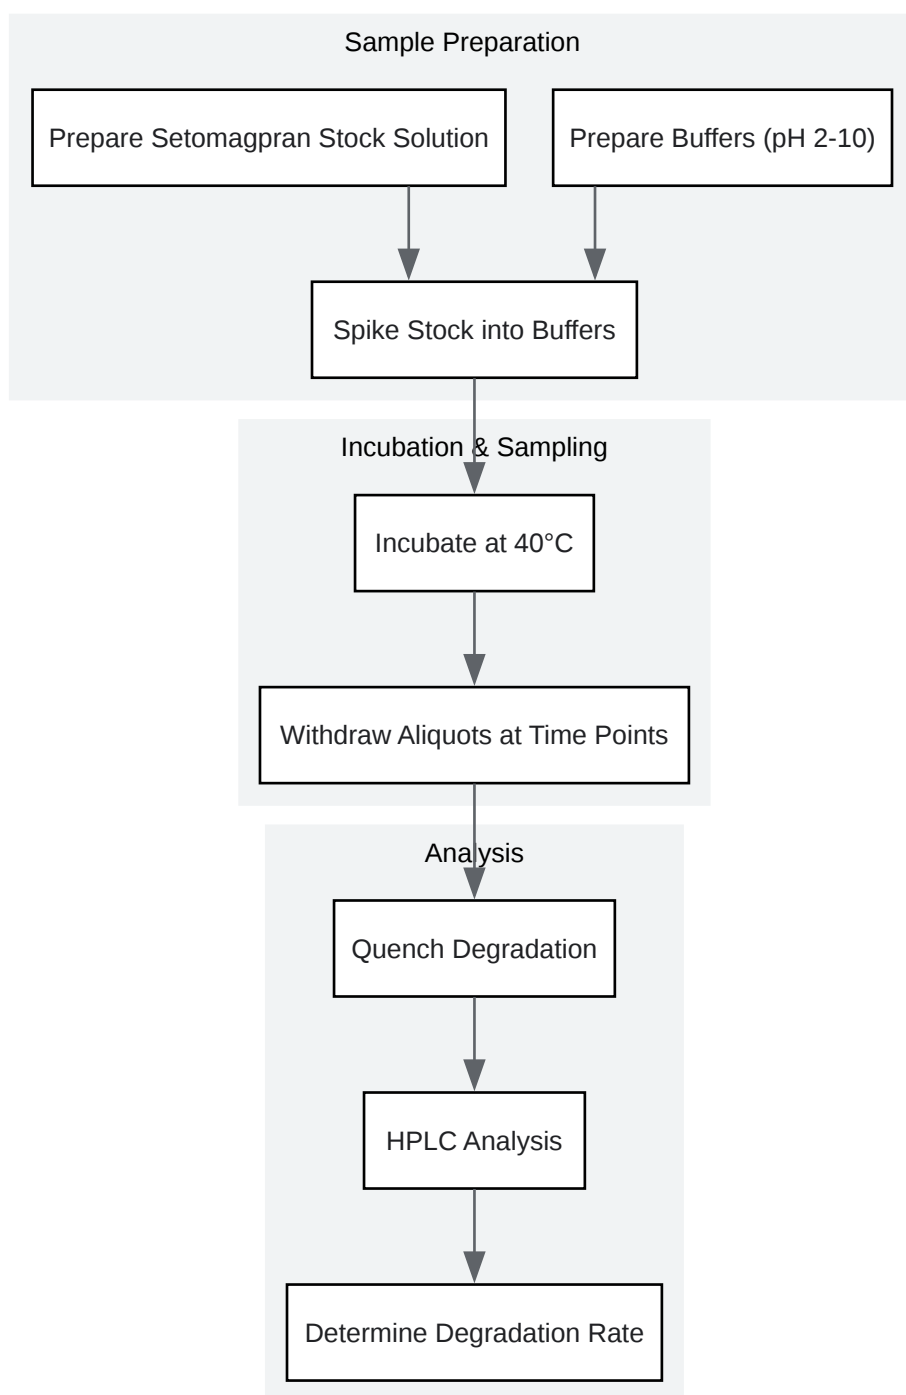 Sample Preparation
Prepare Setomagpran Stock Solution
Prepare Buffers (pH 2-10)
Spike Stock into Buffers
Incubation & Sampling
Incubate at 40°C
Withdraw Aliquots at Time Points
Analysis
Quench Degradation
HPLC Analysis
Determine Degradation Rate